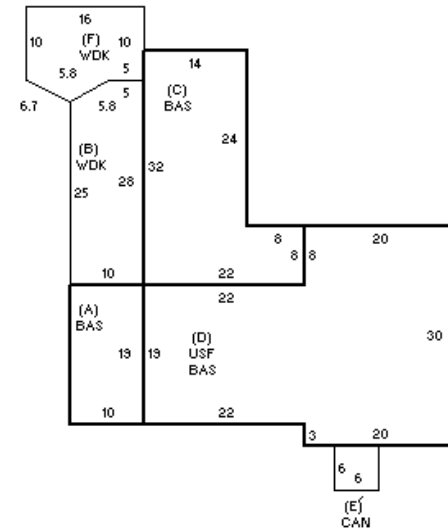 16
10 (F) 10
WDK
5.8 5
6.7 5.8 5
14
(C)
BAS
24
(B)
WDK
25 28 32
8 20
8 8
10 22
22
(A)
BAS
(D)
USF
BAS
19 19
30
10 22
3 20
6
6
(E)
CAN